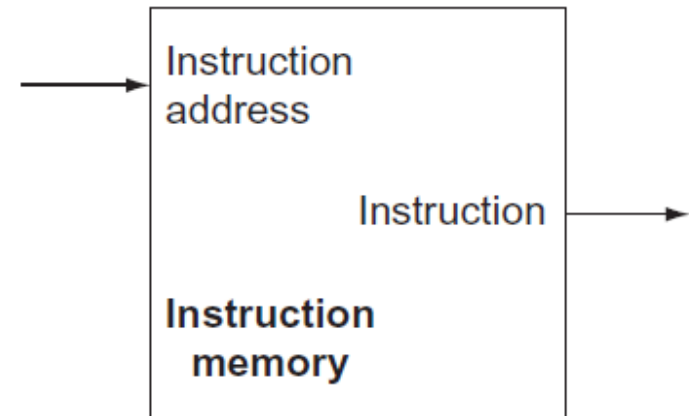 Instruction
address
Instruction
Instruction
memory